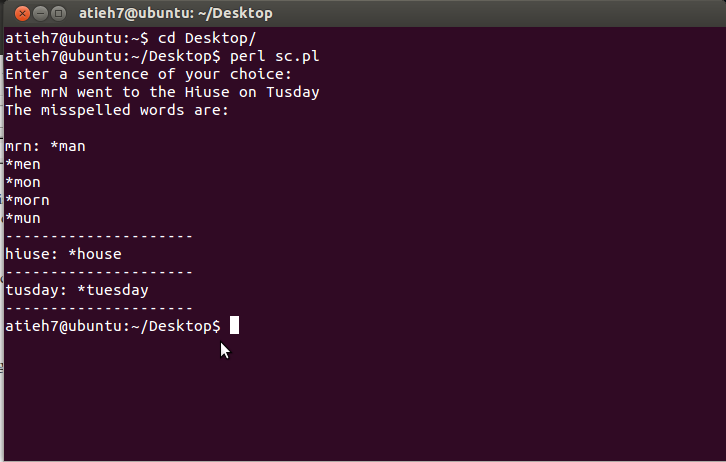 atieh7@ubuntu: ~/Desktop
atieh7@ubuntu:~$ cd Desktop/
atieh7@ubuntu:~/Desktop$ perl sc.pl
Enter a sentence of your choice:
The mrN went to the Hiuse on Tusday
The misspelled words are:

mrn: *man
*men
*mon
*morn
*mun
---------------------
hiuse: *house
---------------------
tusday: *tuesday
---------------------
atieh7@ubuntu:~/Desktop$